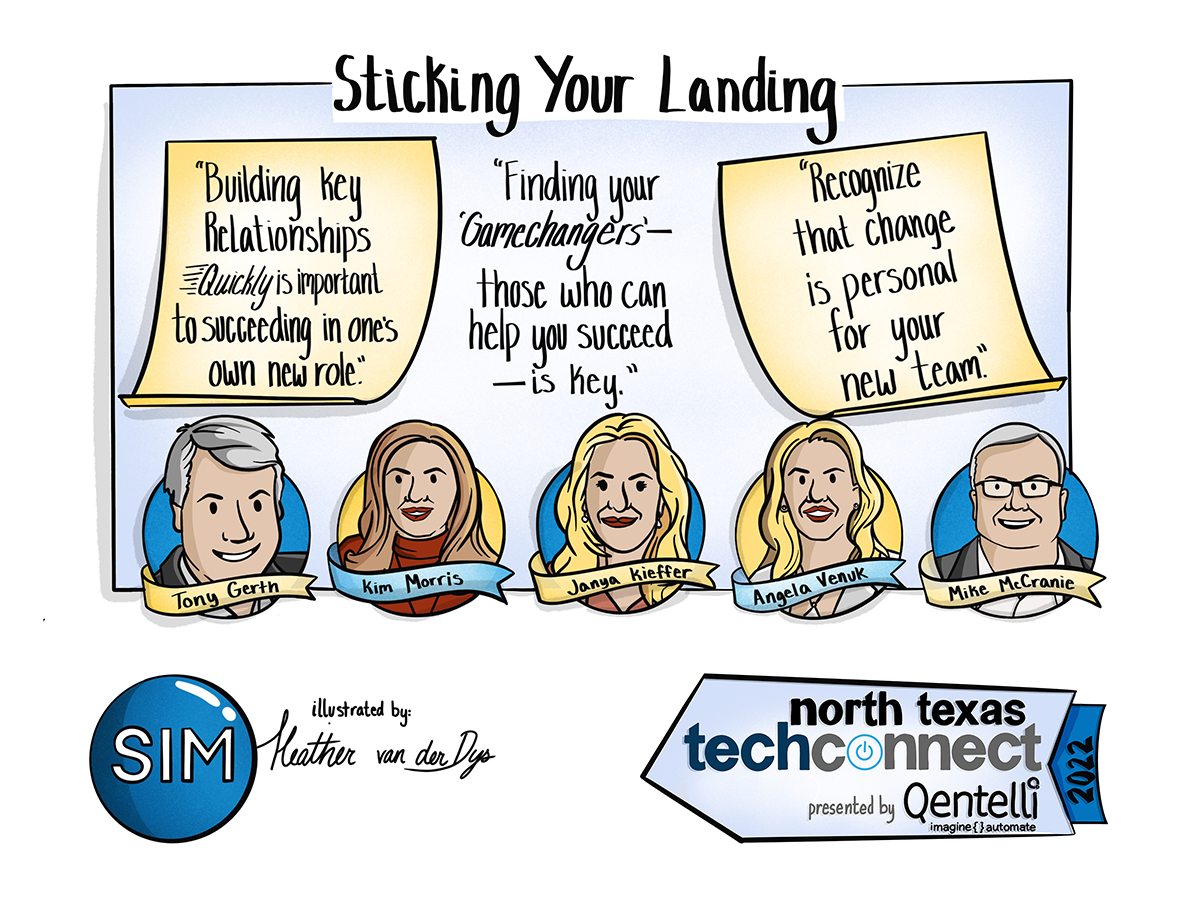 Sticking Your Landing
"Building key
Relationships
Quickly is important
to succeeding in one's
own new role."
"Finding your
'Gamechangers'—
those who can
help you succeed
— is key."
"Recognize
that change
is personal
for your
new team."
Tony Gerth
Kim Morris
Janya Kieffer
Angela Venuk
Mike McCranie
SIM
illustrated by:
Heather van der Dys
north texas
techconnect
2022
presented by Qentelli
imagine{}automate